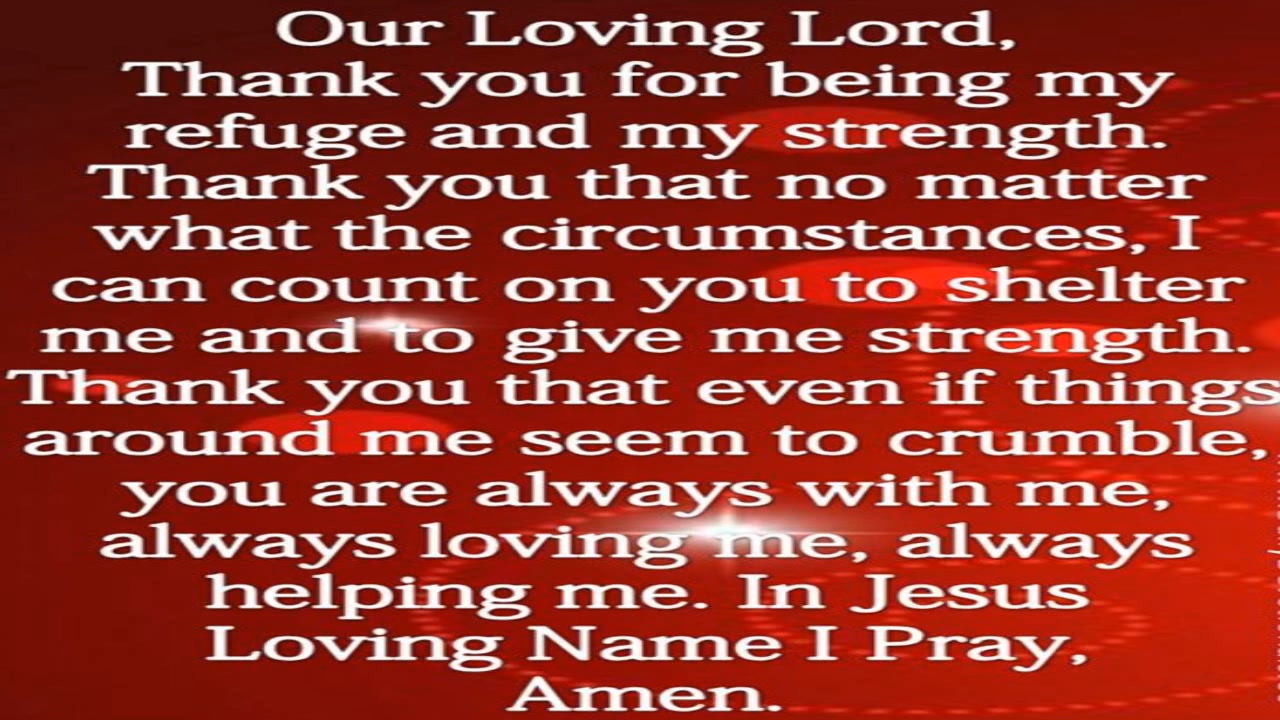 Our Loving Lord,
Thank you for being my
refuge and my strength.
Thank you that no matter
what the circumstances, I
can count on you to shelter
me and to give me strength.
Thank you that even if things
around me seem to crumble,
you are always with me,
always loving me, always
helping me. In Jesus
Loving Name I Pray,
Amen.